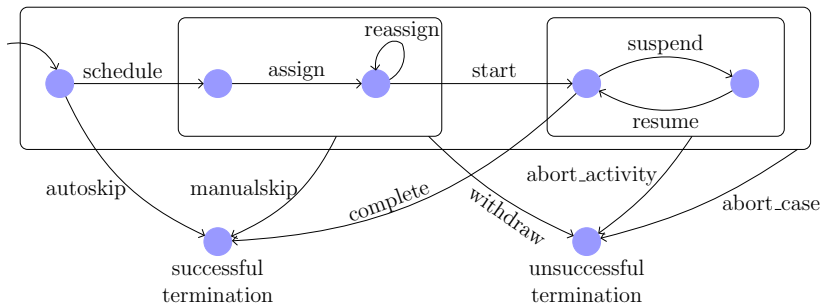 reassign
schedule
assign
start
suspend
resume
autoskip
manualskip
complete
withdraw
abort_activity
abort_case
successful
termination
unsuccessful
termination